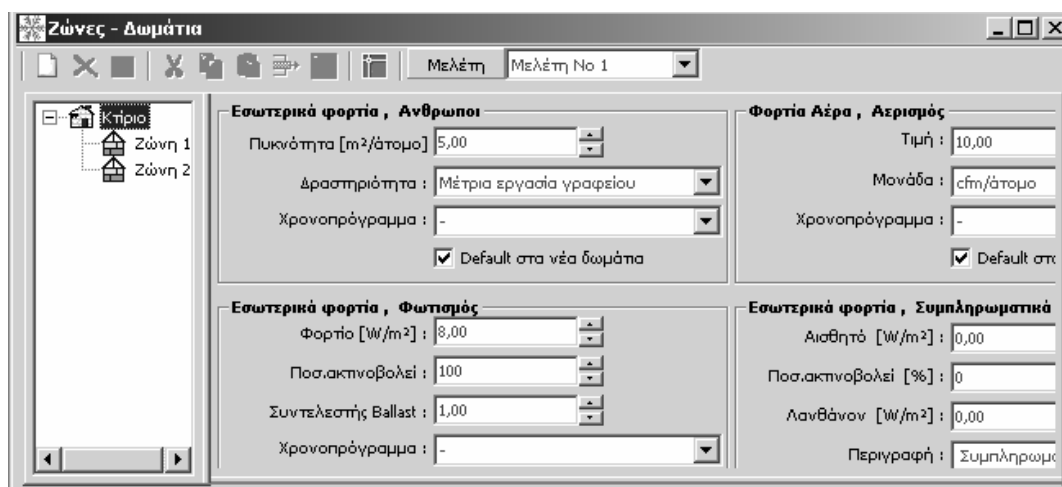 Ζώνες - Δωμάτια
Μελέτη Μελέτη No 1
Κτίριο
Ζώνη 1
Ζώνη 2
Εσωτερικά φορτία , Ανθρωποι
Πυκνότητα [m²/άτομο] 5,00
Δραστηριότητα : Μέτρια εργασία γραφείου
Χρονοπρόγραμμα : -
Default στα νέα δωμάτια
Φορτία Αέρα , Αερισμός
Τιμή : 10,00
Μονάδα : cfm/άτομο
Χρονοπρόγραμμα : -
Default στα
Εσωτερικά φορτία , Φωτισμός
Φορτίο [W/m²] : 8,00
Ποσ.ακτινοβολεί : 100
Συντελεστής Ballast : 1,00
Χρονοπρόγραμμα : -
Εσωτερικά φορτία , Συμπληρωματικά
Αισθητό [W/m²] : 0,00
Ποσ.ακτινοβολεί [%] : 0
Λανθάνον [W/m²] : 0,00
Περιγραφή : Συμπληρωμα